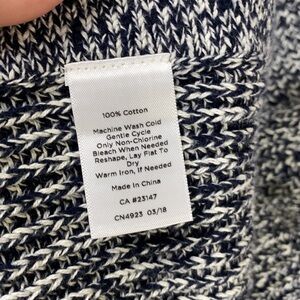 100% Cotton
Machine Wash Cold
Gentle Cycle
Only Non-Chlorine
Bleach When Needed
Reshape, Lay Flat To
Dry
Warm Iron, if Needed
Made in China
CA #23147
CN4923 03/18